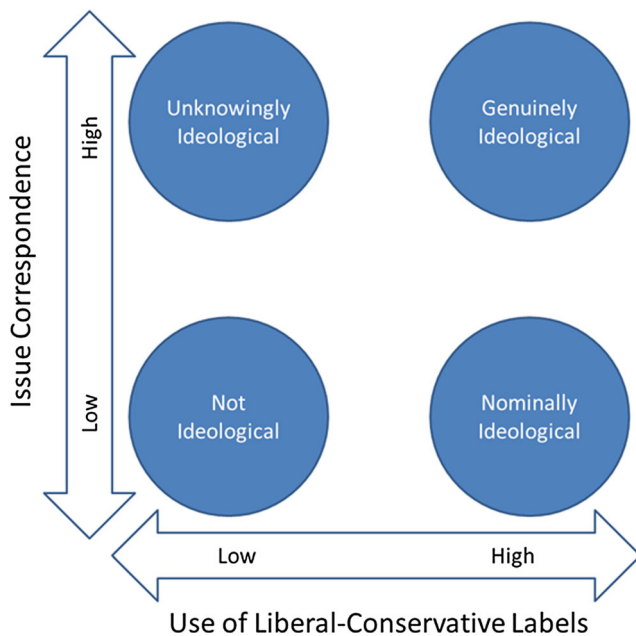 Unknowingly
Ideological
Genuinely
Ideological
Issue Correspondence
High
Low
Not
Ideological
Nominally
Ideological
Low
High
Use of Liberal-Conservative Labels